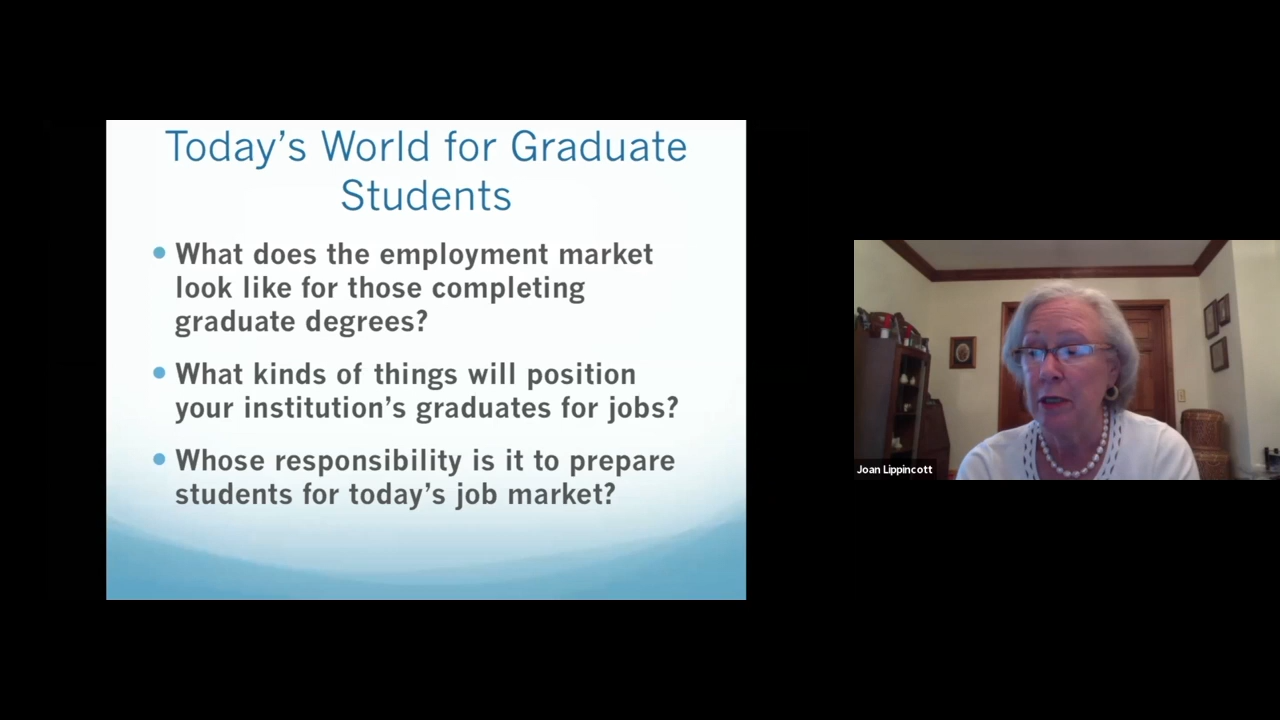 Today’s World for Graduate
Students
• What does the employment market
look like for those completing
graduate degrees?
• What kinds of things will position
your institution’s graduates for jobs?
• Whose responsibility is it to prepare
students for today’s job market?
Joan Lippincott